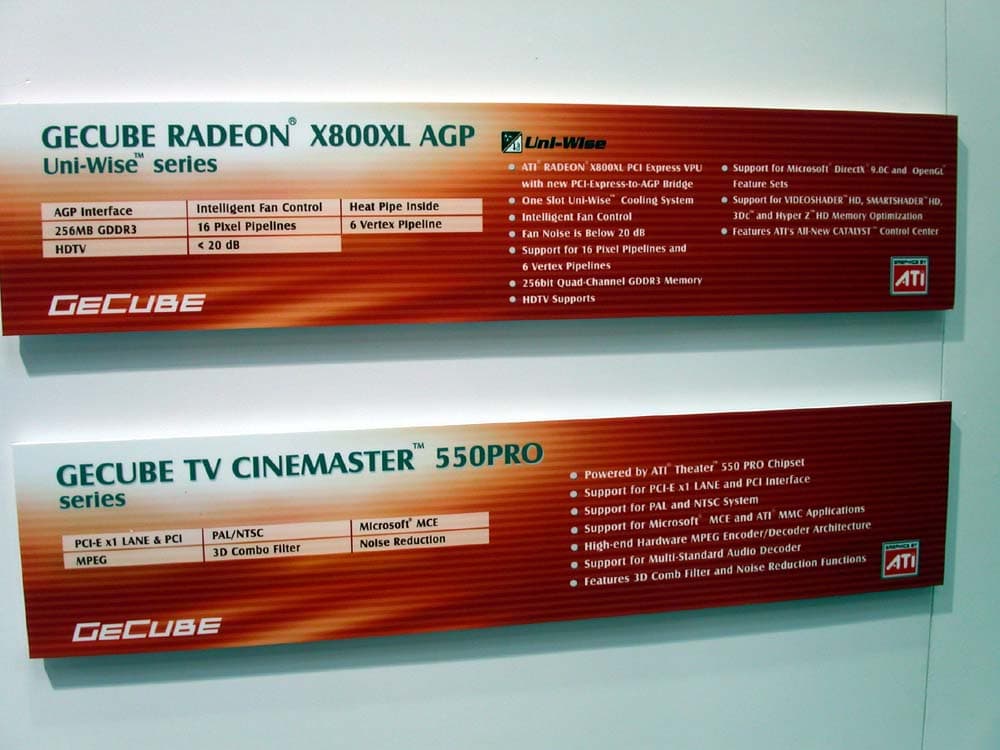 GECUBE RADEON® X800XL AGP
Uni-Wise™ series
AGP Interface
Intelligent Fan Control
Heat Pipe Inside
256MB GDDR3
16 Pixel Pipelines
6 Vertex Pipeline
HDTV
< 20 dB
GECUBE
Uni-Wise
ATI® RADEON® X800XL PCI Express VPU
with new PCI-Express-to-AGP Bridge
One Slot Uni-Wise™ Cooling System
Intelligent Fan Control
Fan Noise is Below 20 dB
Support for 16 Pixel Pipelines and
6 Vertex Pipelines
256bit Quad-Channel GDDR3 Memory
HDTV Supports
Support for Microsoft® DirectX® 9.0C and OpenGL®
Feature Sets
Support for VIDEOSHADER™HD, SMARTSHADER™HD,
3Dc™ and Hyper Z™HD Memory Optimization
Features ATI's All-New CATALYST™ Control Center
GRAPHICS BY
ATI
GECUBE TV CINEMASTER™ 550PRO
series
PCI-E x1 LANE & PCI
PAL/NTSC
Microsoft® MCE
MPEG
3D Combo Filter
Noise Reduction
GECUBE
Powered by ATI® Theater™ 550 PRO Chipset
Support for PCI-E x1 LANE and PCI Interface
Support for PAL and NTSC System
Support for Microsoft® MCE and ATI® MMC Applications
High-end Hardware MPEG Encoder/Decoder Architecture
Support for Multi-Standard Audio Decoder
Features 3D Comb Filter and Noise Reduction Functions
GRAPHICS BY
ATI